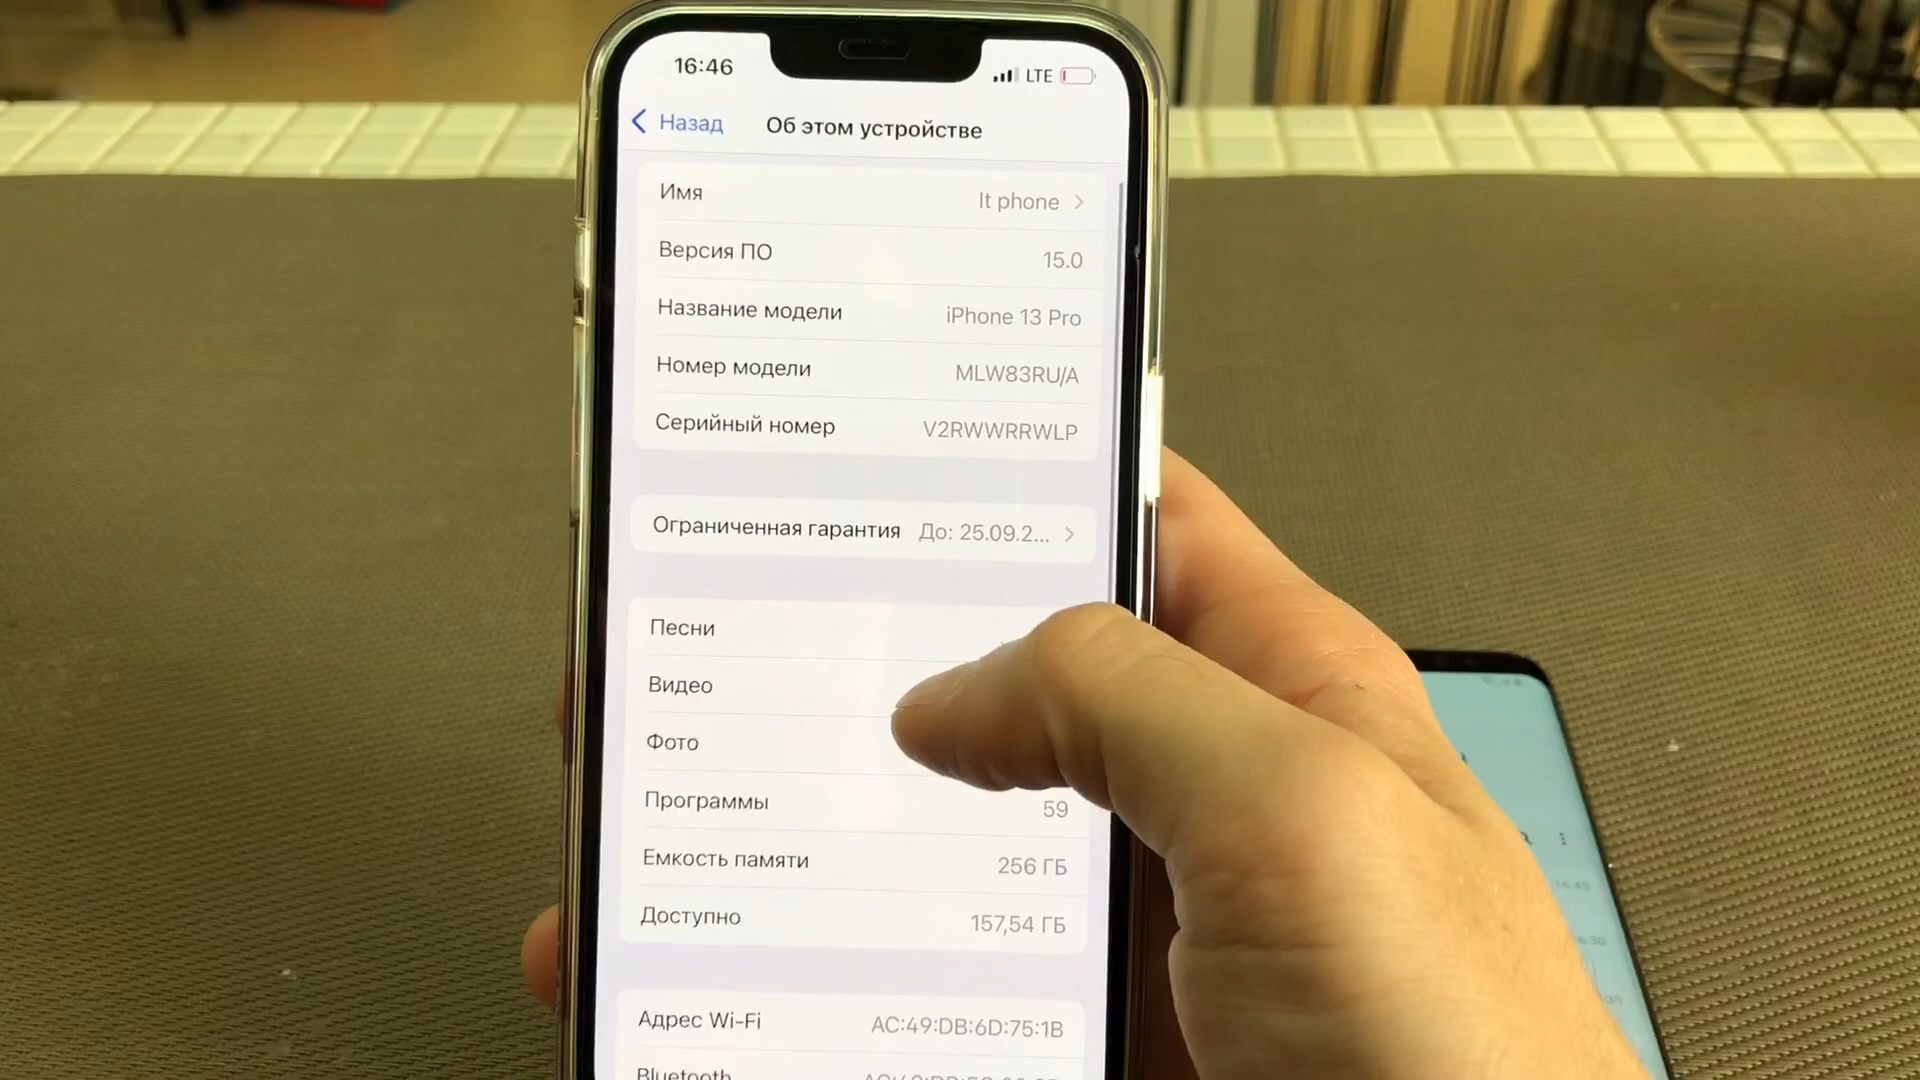 16:46
LTE
Назад
Об этом устройстве
Имя It phone
Версия ПО 15.0
Название модели iPhone 13 Pro
Номер модели MLW83RU/A
Серийный номер V2RWWRRWLP
Ограниченная гарантия До: 25.09.2...
Песни
Видео
Фото
Программы 59
Емкость памяти 256 ГБ
Доступно 157,54 ГБ
Адрес Wi-Fi AC:49:DB:6D:75:1B
Bluetooth